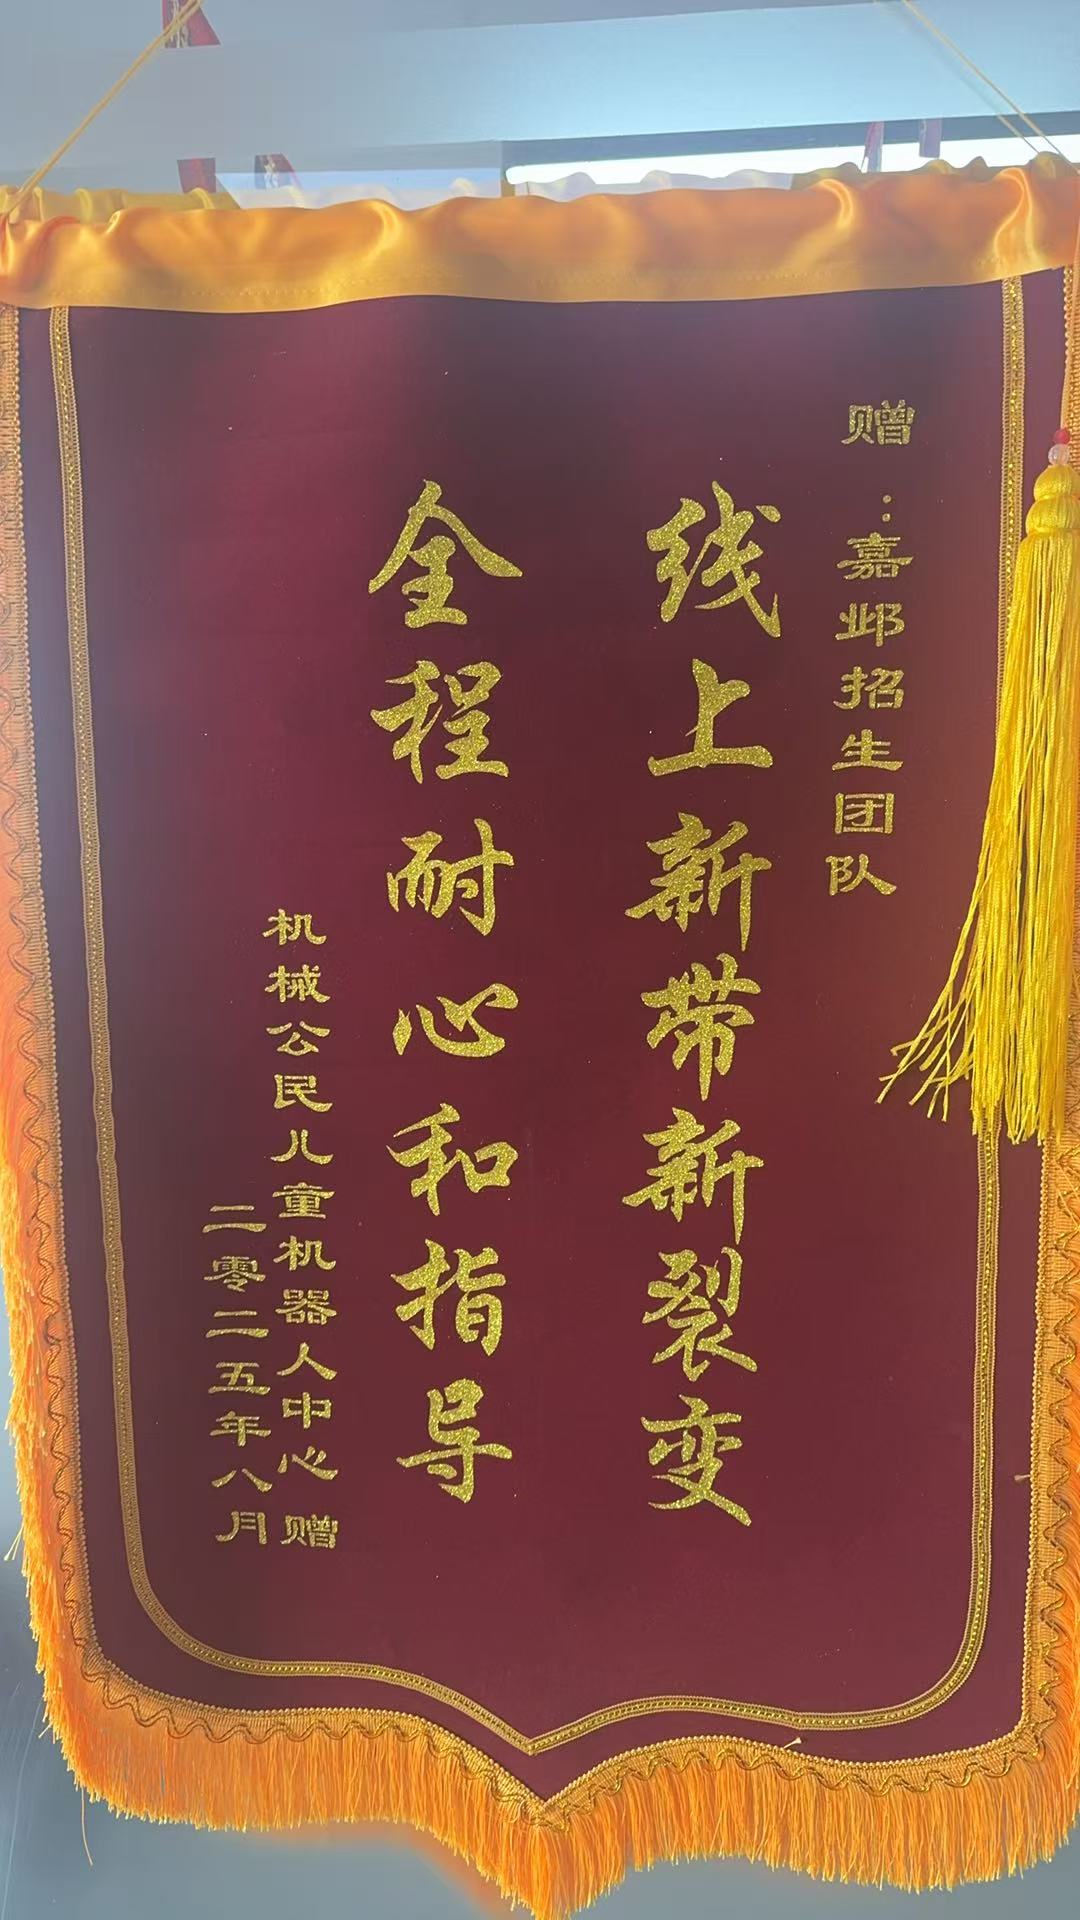 赠：嘉邺招生团队
线上新带新裂变
全程耐心和指导
机械公民儿童机器人中心 赠
二零二五年八月